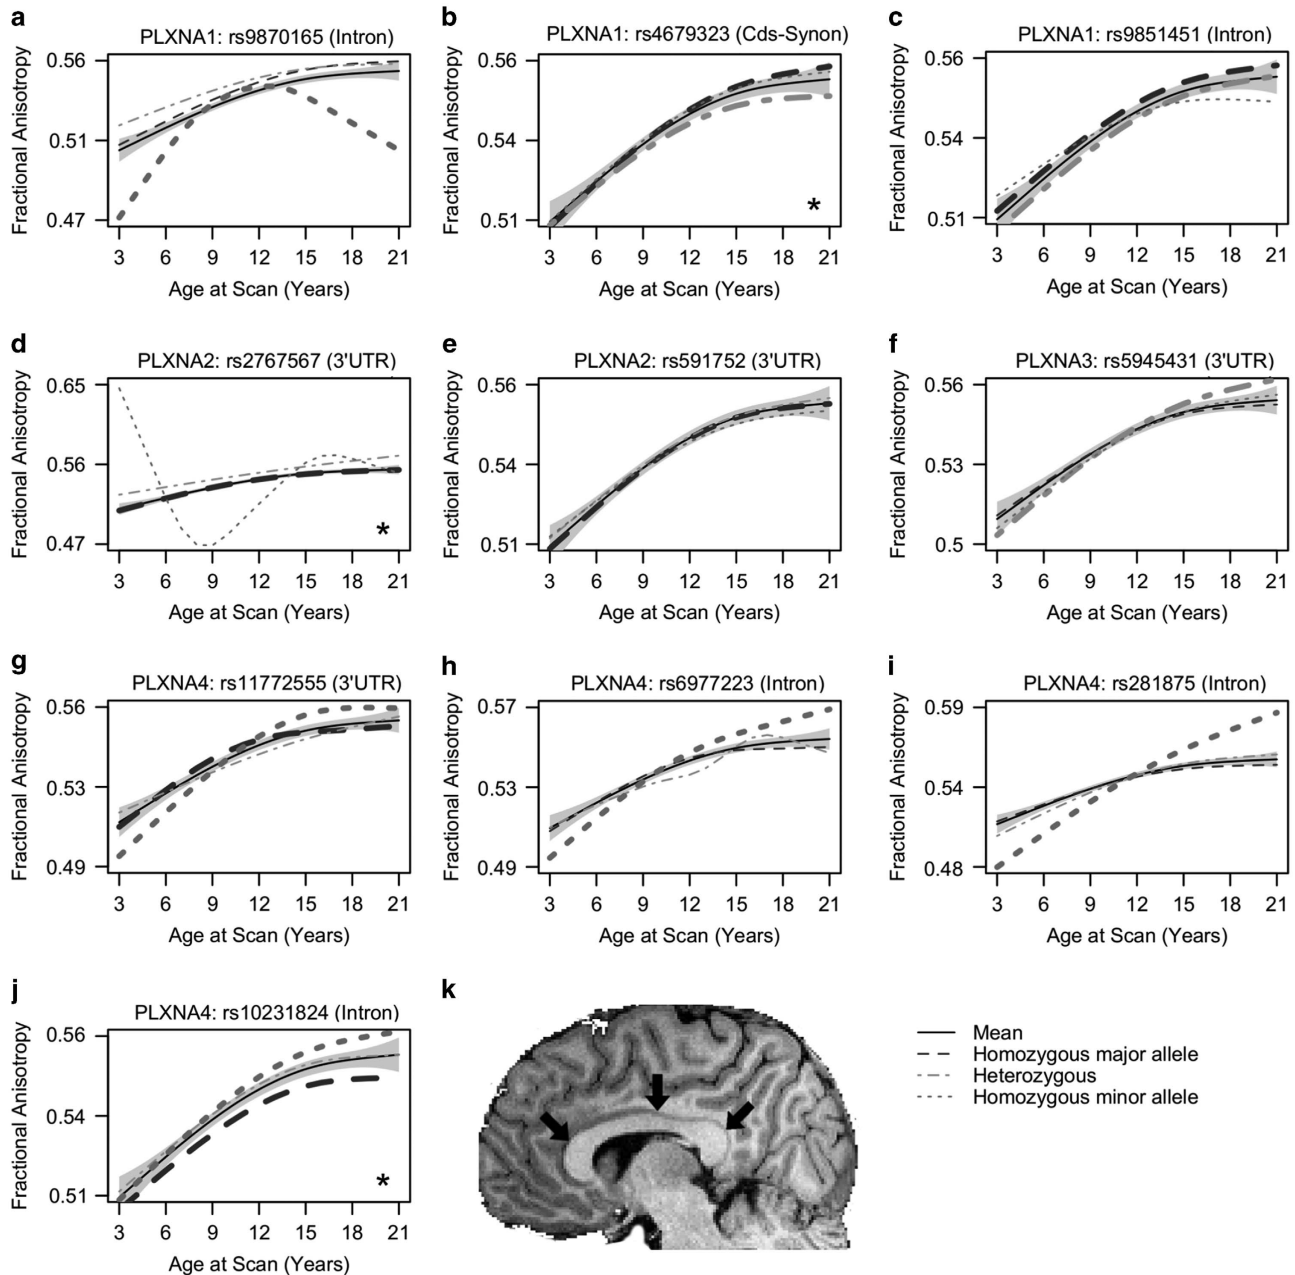 a
PLXNA1: rs9870165 (Intron)
Fractional Anisotropy
0.56
0.51
0.47
3 6 9 12 15 18 21
Age at Scan (Years)
b
PLXNA1: rs4679323 (Cds-Synon)
Fractional Anisotropy
0.56
0.54
0.51
*
3 6 9 12 15 18 21
Age at Scan (Years)
c
PLXNA1: rs9851451 (Intron)
Fractional Anisotropy
0.56
0.54
0.51
3 6 9 12 15 18 21
Age at Scan (Years)
d
PLXNA2: rs2767567 (3'UTR)
Fractional Anisotropy
0.65
0.56
0.47
*
3 6 9 12 15 18 21
Age at Scan (Years)
e
PLXNA2: rs591752 (3'UTR)
Fractional Anisotropy
0.56
0.54
0.51
3 6 9 12 15 18 21
Age at Scan (Years)
f
PLXNA3: rs5945431 (3'UTR)
Fractional Anisotropy
0.56
0.53
0.5
3 6 9 12 15 18 21
Age at Scan (Years)
g
PLXNA4: rs11772555 (3'UTR)
Fractional Anisotropy
0.56
0.53
0.49
3 6 9 12 15 18 21
Age at Scan (Years)
h
PLXNA4: rs6977223 (Intron)
Fractional Anisotropy
0.57
0.53
0.49
3 6 9 12 15 18 21
Age at Scan (Years)
i
PLXNA4: rs281875 (Intron)
Fractional Anisotropy
0.59
0.54
0.48
3 6 9 12 15 18 21
Age at Scan (Years)
j
PLXNA4: rs10231824 (Intron)
Fractional Anisotropy
0.56
0.54
0.51
*
3 6 9 12 15 18 21
Age at Scan (Years)
k
Mean
Homozygous major allele
Heterozygous
Homozygous minor allele